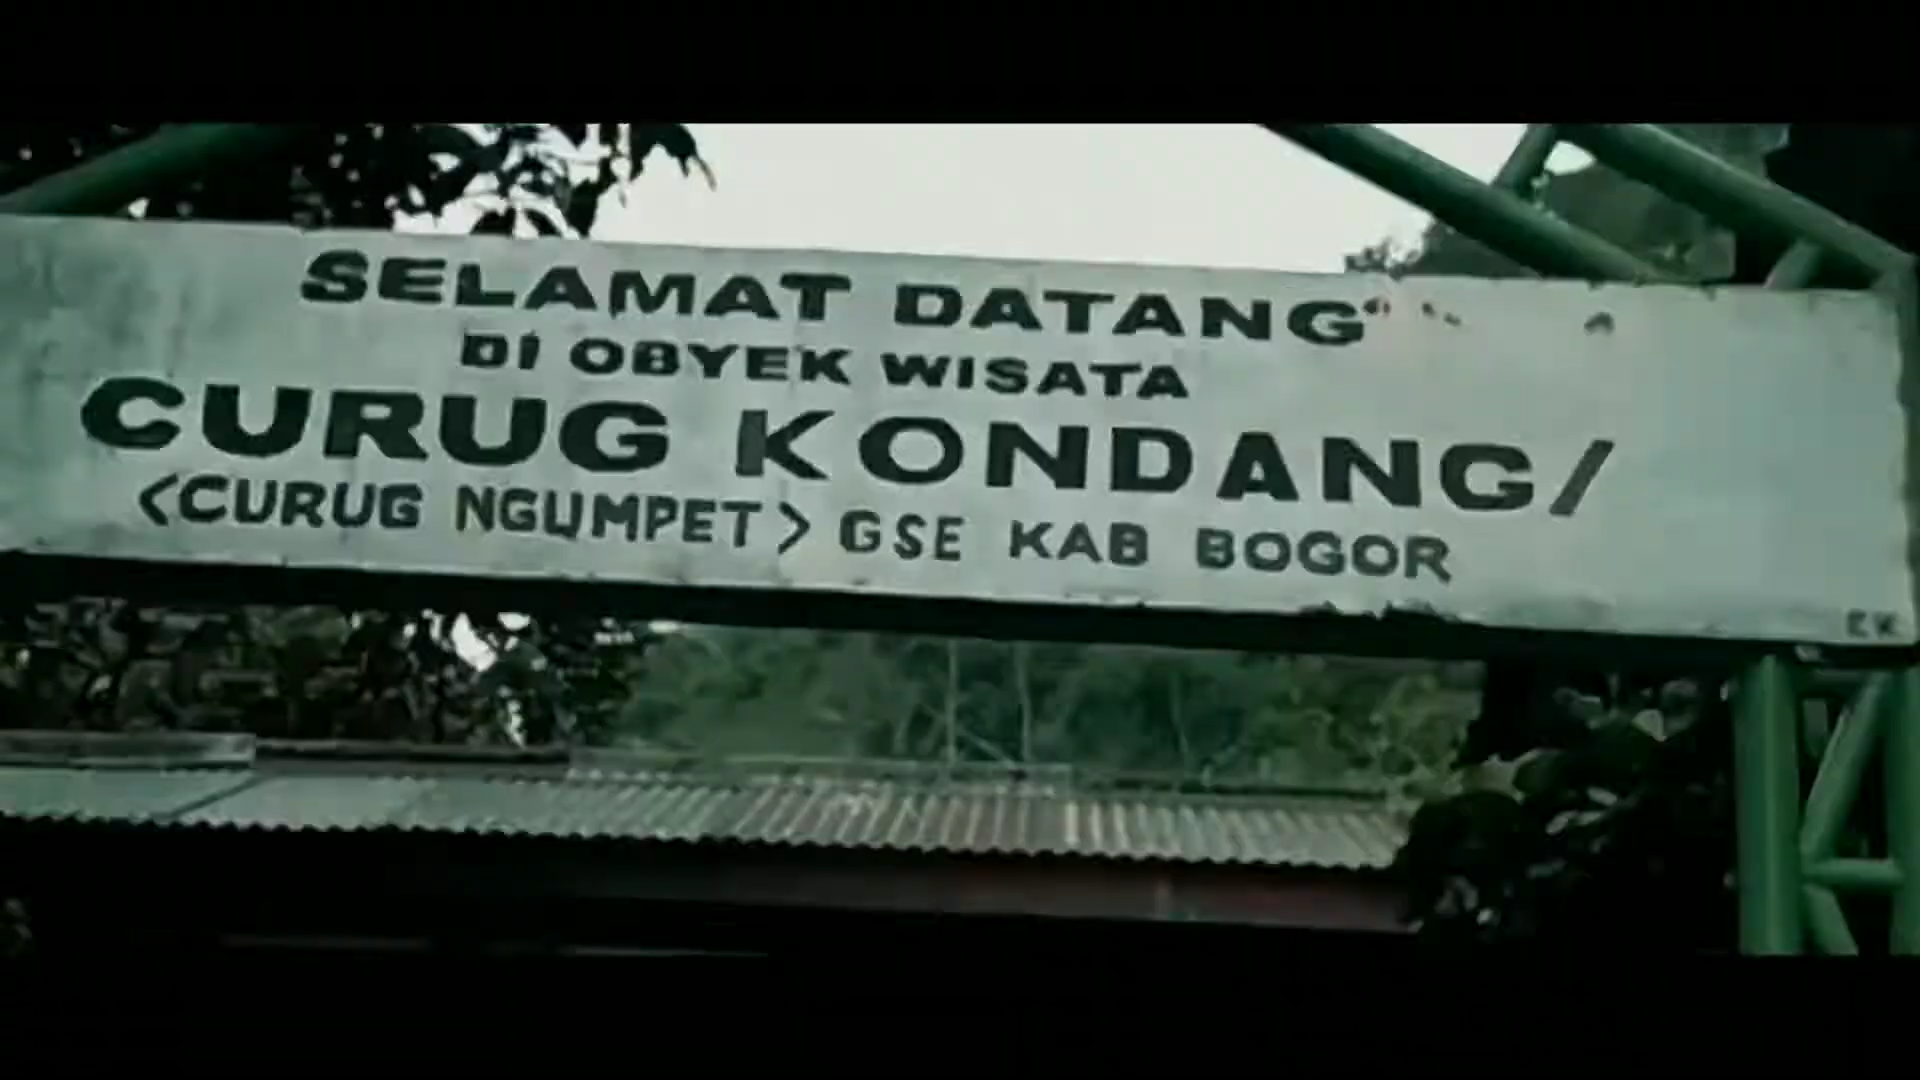 SELAMAT DATANG
DI OBYEK WISATA
CURUG KONDANG/
<CURUG NGUMPET> GSE KAB BOGOR